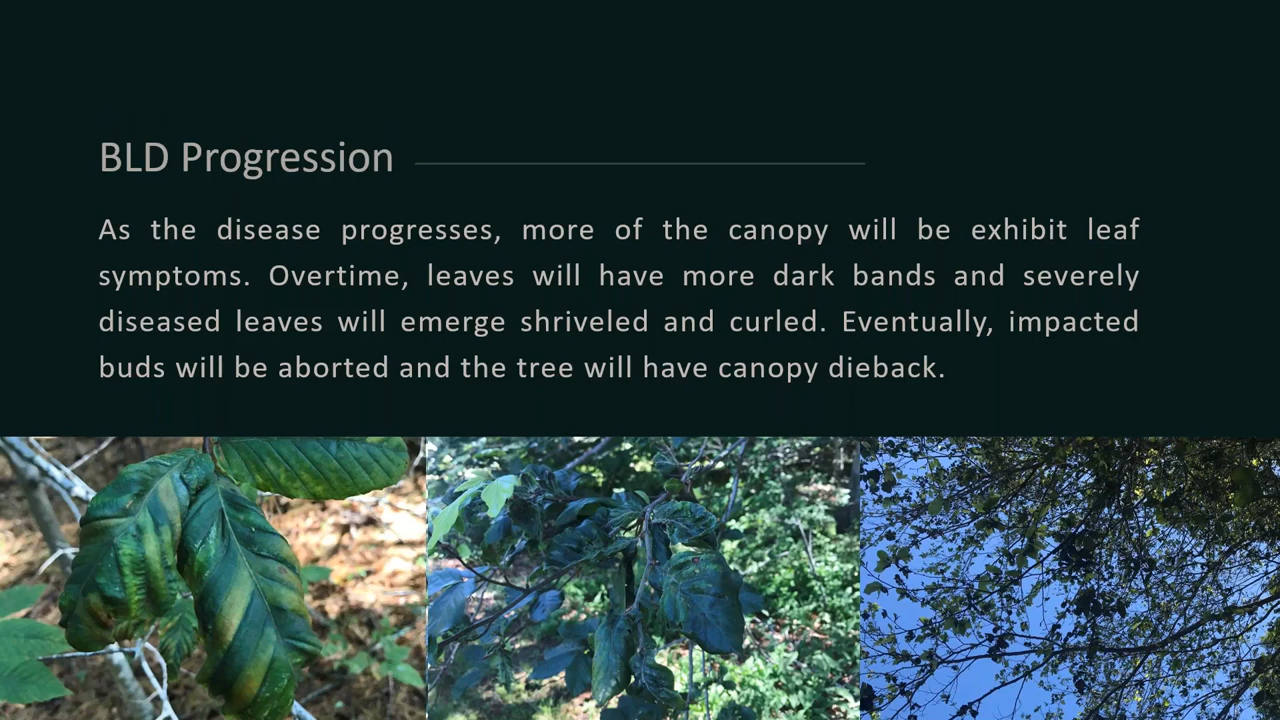 BLD Progression
As the disease progresses, more of the canopy will be exhibit leaf
symptoms. Overtime, leaves will have more dark bands and severely
diseased leaves will emerge shriveled and curled. Eventually, impacted
buds will be aborted and the tree will have canopy dieback.